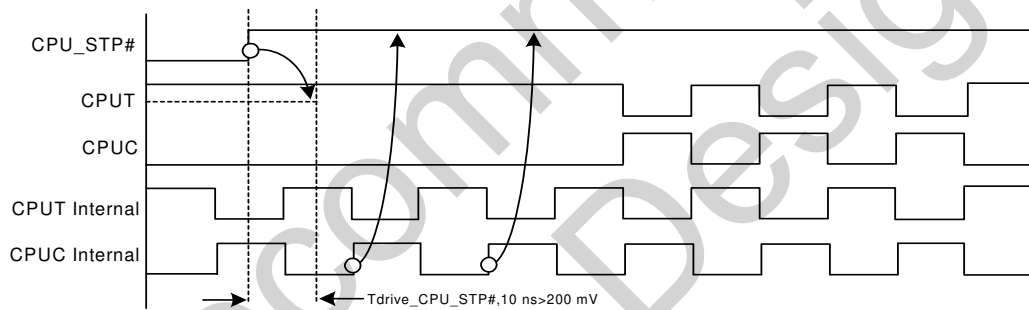 CPU_STP#
CPUT
CPUC
CPUT Internal
CPUC Internal
Tdrive_CPU_STP#,10 ns>200 mV